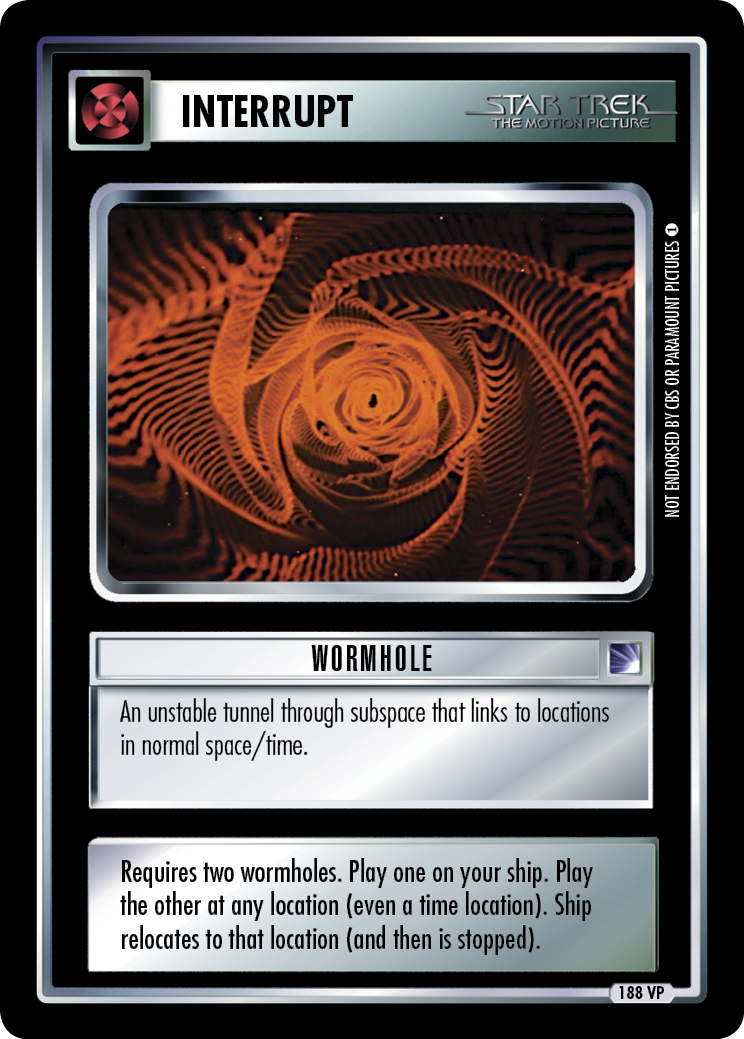 INTERRUPT
STAR TREK
THE MOTION PICTURE
NOT ENDORSED BY CBS OR PARAMOUNT PICTURES 1
WORMHOLE
An unstable tunnel through subspace that links to locations
in normal space/time.
Requires two wormholes. Play one on your ship. Play
the other at any location (even a time location). Ship
relocates to that location (and then is stopped).
188 VP